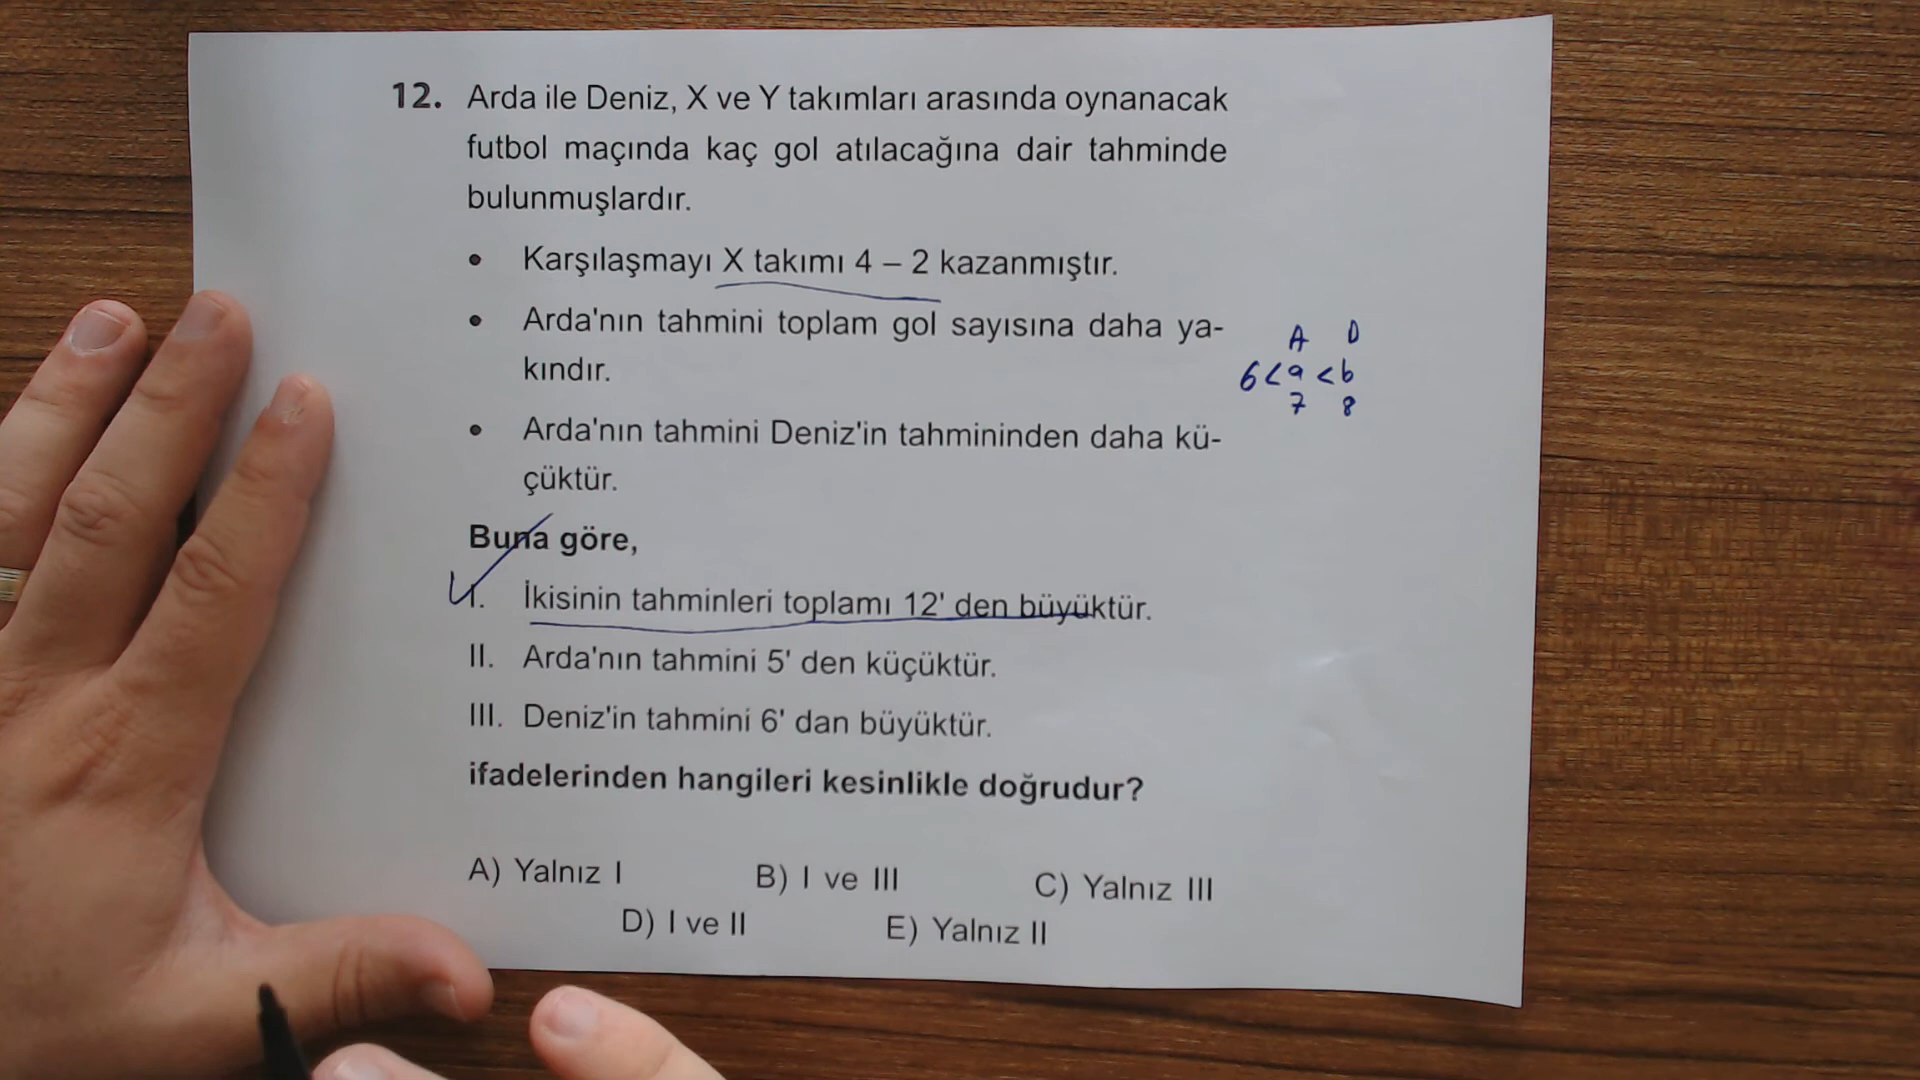 12. Arda ile Deniz, X ve Y takımları arasında oynanacak
futbol maçında kaç gol atılacağına dair tahminde
bulunmuşlardır.
• Karşılaşmayı X takımı 4 – 2 kazanmıştır.
• Arda'nın tahmini toplam gol sayısına daha ya-
kındır.
• Arda'nın tahmini Deniz'in tahmininden daha kü-
çüktür.
A D
6<a<b
7 8
Buna göre,
I. İkisinin tahminleri toplamı 12' den büyüktür.
II. Arda'nın tahmini 5' den küçüktür.
III. Deniz'in tahmini 6' dan büyüktür.
ifadelerinden hangileri kesinlikle doğrudur?
A) Yalnız I B) I ve III C) Yalnız III
D) I ve II E) Yalnız II